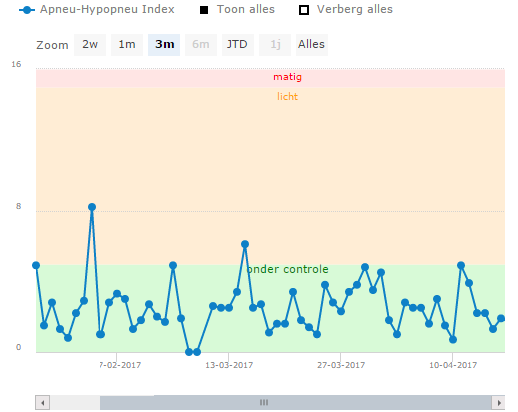 Apneu-Hypopneu Index Toon alles Verberg alles
Zoom 2w 1m 3m 6m JTD 1j Alles
16
matig
licht
8
onder controle
0
7-02-2017 13-03-2017 27-03-2017 10-04-2017